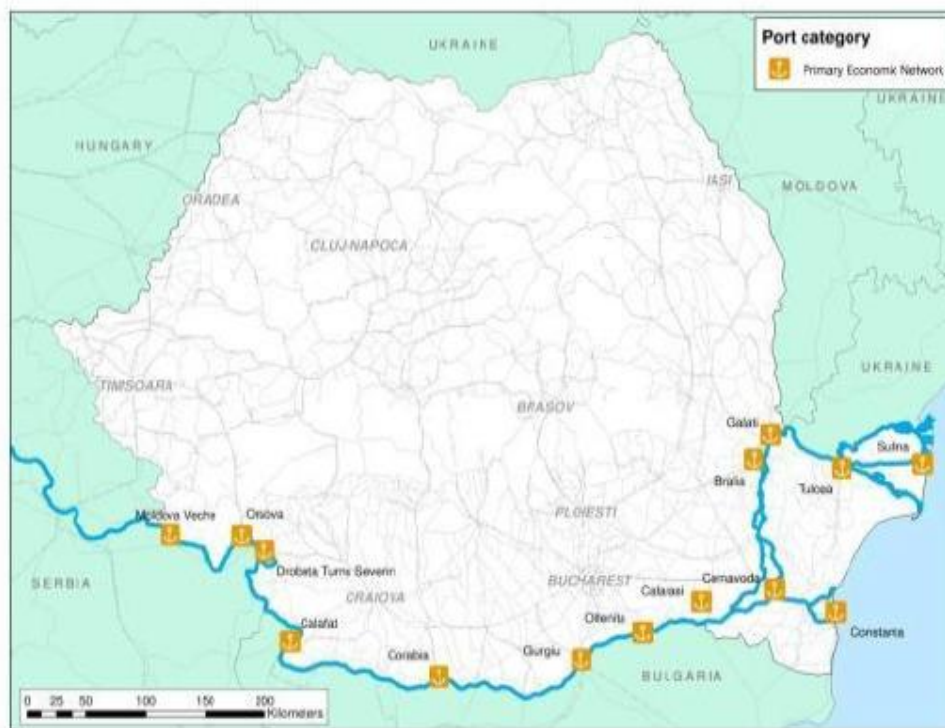 UKRAINE
Port category
Primary Economic Network
UKRAINE
HUNGARY
IASI
MOLDOVA
ORADEA
CLUJ-NAPOCA
UKRAINE
TIMISOARA
BRASOV
Galati
Sulina
Braila
Tulcea
Moldova Veche
Orsova
PLOIESTI
Drobeta Turnu Severin
SERBIA
BUCHAREST
Cernavoda
Calarasi
CRAIOVA
Calafat
Oltenita
Constanta
Corabia
Gurgiu
BULGARIA
0 25 50 100 150 200
Kilometers